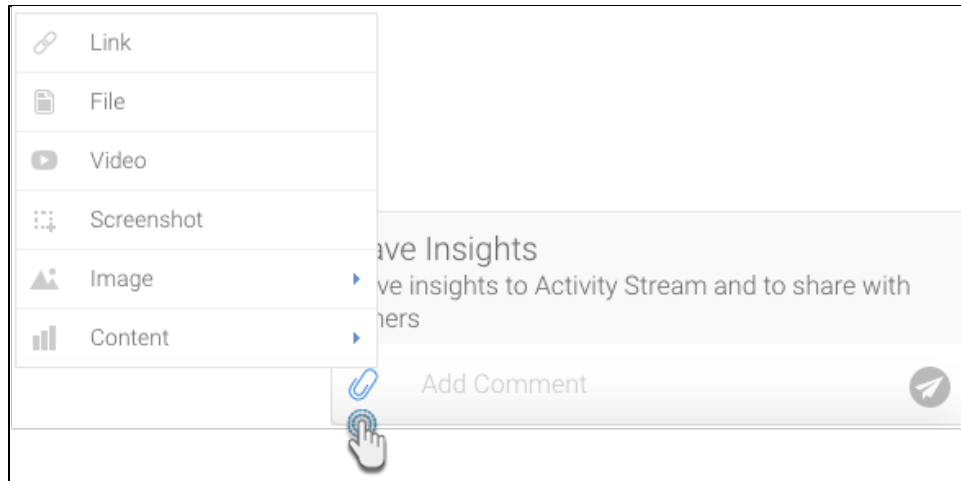 Link
File
Video
Screenshot
Image
Content
ave Insights
ve insights to Activity Stream and to share with
hers
Add Comment